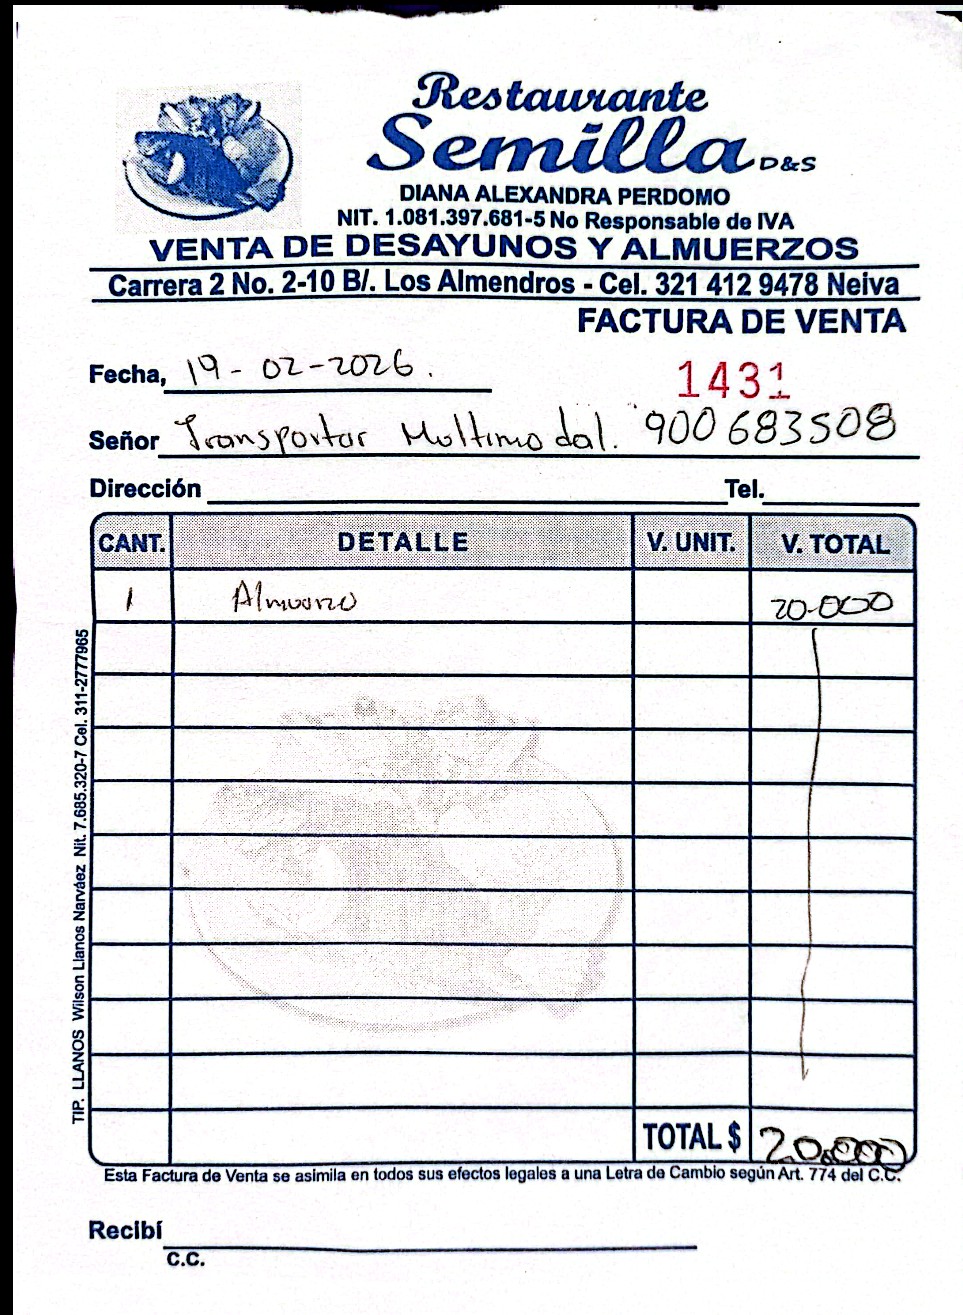 Restaurante
Semilla D&S
DIANA ALEXANDRA PERDOMO
NIT. 1.081.397.681-5 No Responsable de IVA
VENTA DE DESAYUNOS Y ALMUERZOS
Carrera 2 No. 2-10 B/. Los Almendros - Cel. 321 412 9478 Neiva
FACTURA DE VENTA
Fecha, 19-02-2026.
1431
Señor Transportar Multimodal. 900683508
Dirección Tel.
CANT. DETALLE V. UNIT. V. TOTAL
1 Almuerzo 20.000
TOTAL $ 20.000
Esta Factura de Venta se asimila en todos sus efectos legales a una Letra de Cambio según Art. 774 del C.C.
Recibí
C.C.
TIP. LLANOS Wilson Llanos Narváez Nit. 7.685.320-7 Cel. 311-2777965